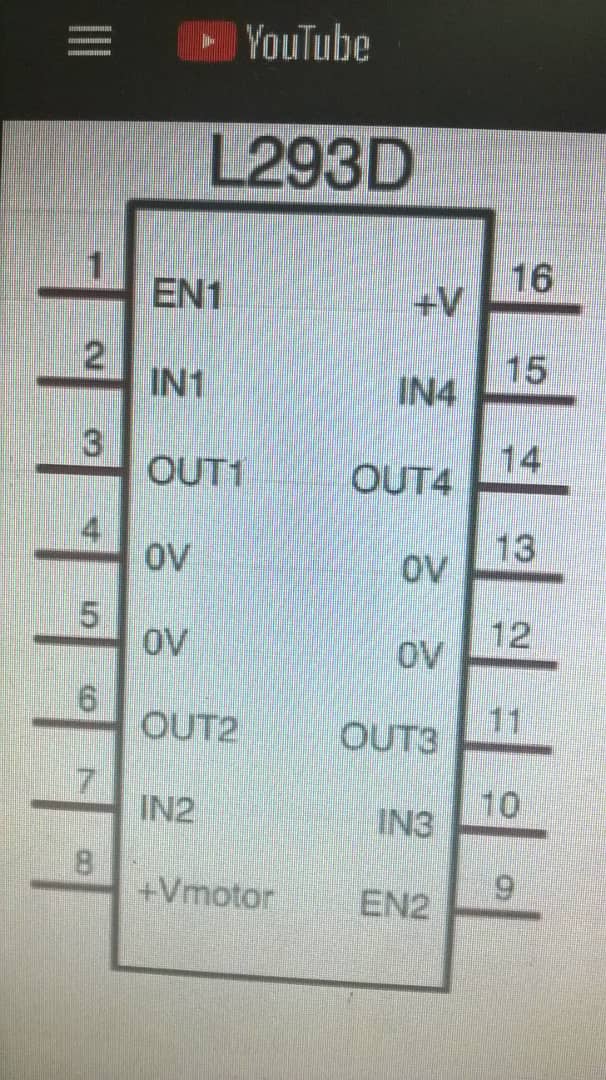 YouTube
L293D
1 EN1 +V 16
2 IN1 IN4 15
3 OUT1 OUT4 14
4 0V 0V 13
5 0V 0V 12
6 OUT2 OUT3 11
7 IN2 IN3 10
8 +Vmotor EN2 9